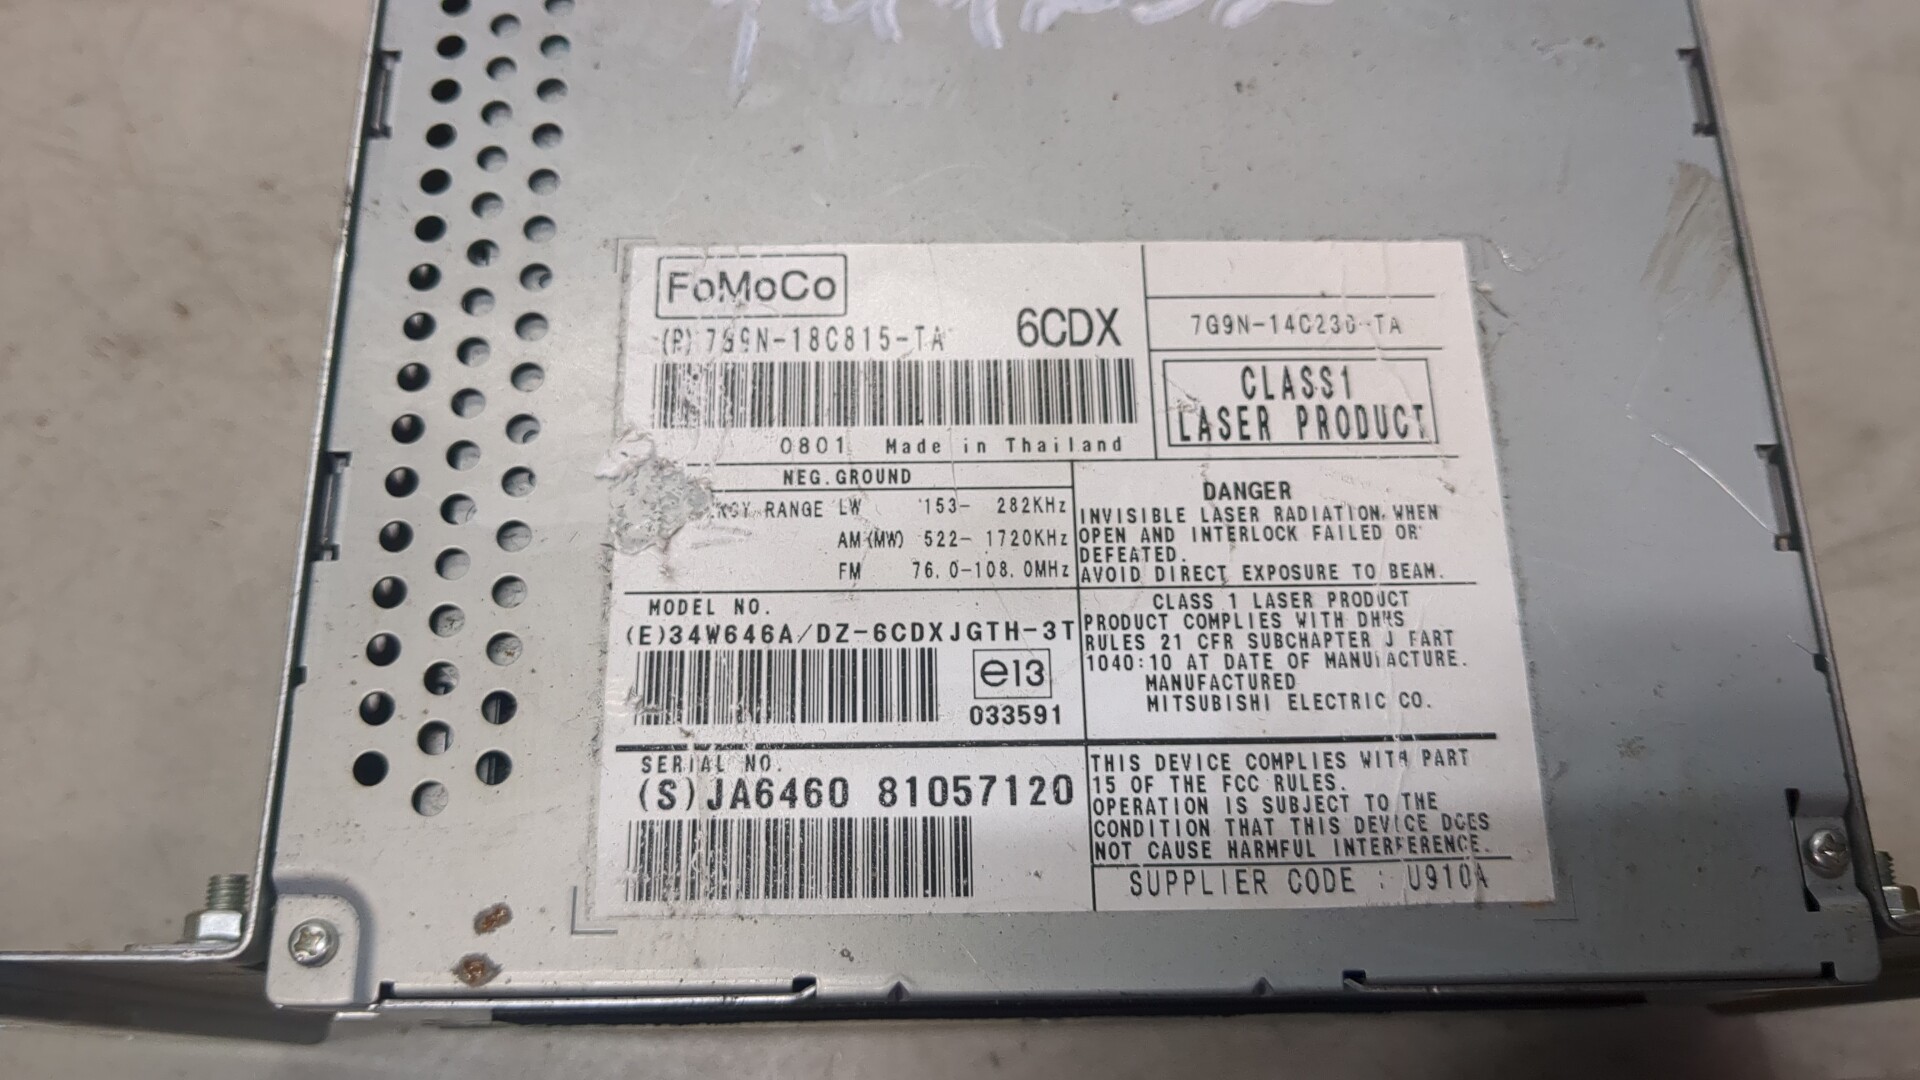 FoMoCo
(P) 7G9N-18C815-TA 6CDX
0801 Made in Thailand
7G9N-14C230-TA
CLASS1
LASER PRODUCT
NEG.GROUND
RANGE LW 153- 282KHz
AM(MW) 522- 1720KHz
FM 76.0-108.0MHz
DANGER
INVISIBLE LASER RADIATION, WHEN
OPEN AND INTERLOCK FAILED OR
DEFEATED.
AVOID DIRECT EXPOSURE TO BEAM.
MODEL NO.
(E)34W646A/DZ-6CDXJGTH-3T
e13
033591
CLASS 1 LASER PRODUCT
PRODUCT COMPLIES WITH DHHS
RULES 21 CFR SUBCHAPTER J PART
1040:10 AT DATE OF MANUFACTURE.
MANUFACTURED
MITSUBISHI ELECTRIC CO.
SERIAL NO.
(S)JA6460 81057120
THIS DEVICE COMPLIES WITH PART
15 OF THE FCC RULES.
OPERATION IS SUBJECT TO THE
CONDITION THAT THIS DEVICE DOES
NOT CAUSE HARMFUL INTERFERENCE.
SUPPLIER CODE : U910A